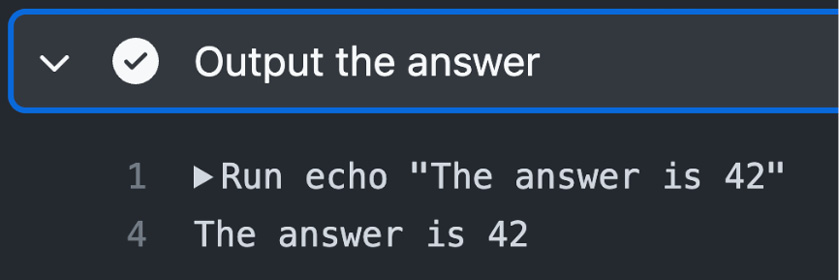 Output the answer
1 ▶Run echo "The answer is 42"
4 The answer is 42